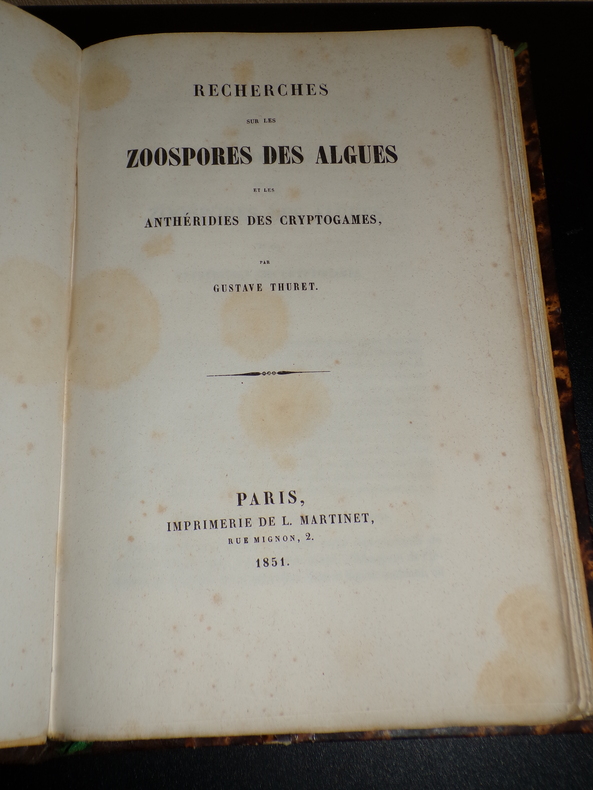 RECHERCHES
SUR LES
ZOOSPORES DES ALGUES
ET LES
ANTHÉRIDIES DES CRYPTOGAMES,
PAR
GUSTAVE THURET.
PARIS,
IMPRIMERIE DE L. MARTINET,
RUE MIGNON, 2.
1851.